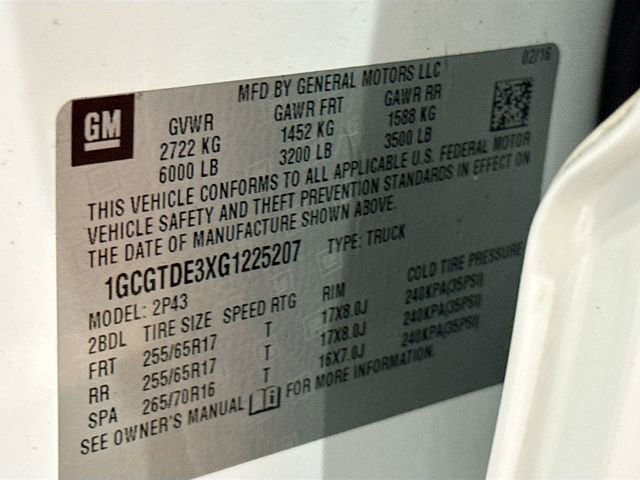 02/16
MFD BY GENERAL MOTORS LLC
GM
GVWR GAWR FRT GAWR RR
2722 KG 1452 KG 1588 KG
6000 LB 3200 LB 3500 LB
THIS VEHICLE CONFORMS TO ALL APPLICABLE U.S. FEDERAL MOTOR
VEHICLE SAFETY AND THEFT PREVENTION STANDARDS IN EFFECT ON
THE DATE OF MANUFACTURE SHOWN ABOVE.
1GCGTDE3XG1225207 TYPE: TRUCK
MODEL: 2P43
2BDL TIRE SIZE SPEED RTG RIM COLD TIRE PRESSURE
FRT 255/65R17 T 17X8.0J 240KPA(35PSI)
RR 255/65R17 T 17X8.0J 240KPA(35PSI)
SPA 265/70R16 T 16X7.0J 240KPA(35PSI)
SEE OWNER'S MANUAL i FOR MORE INFORMATION.